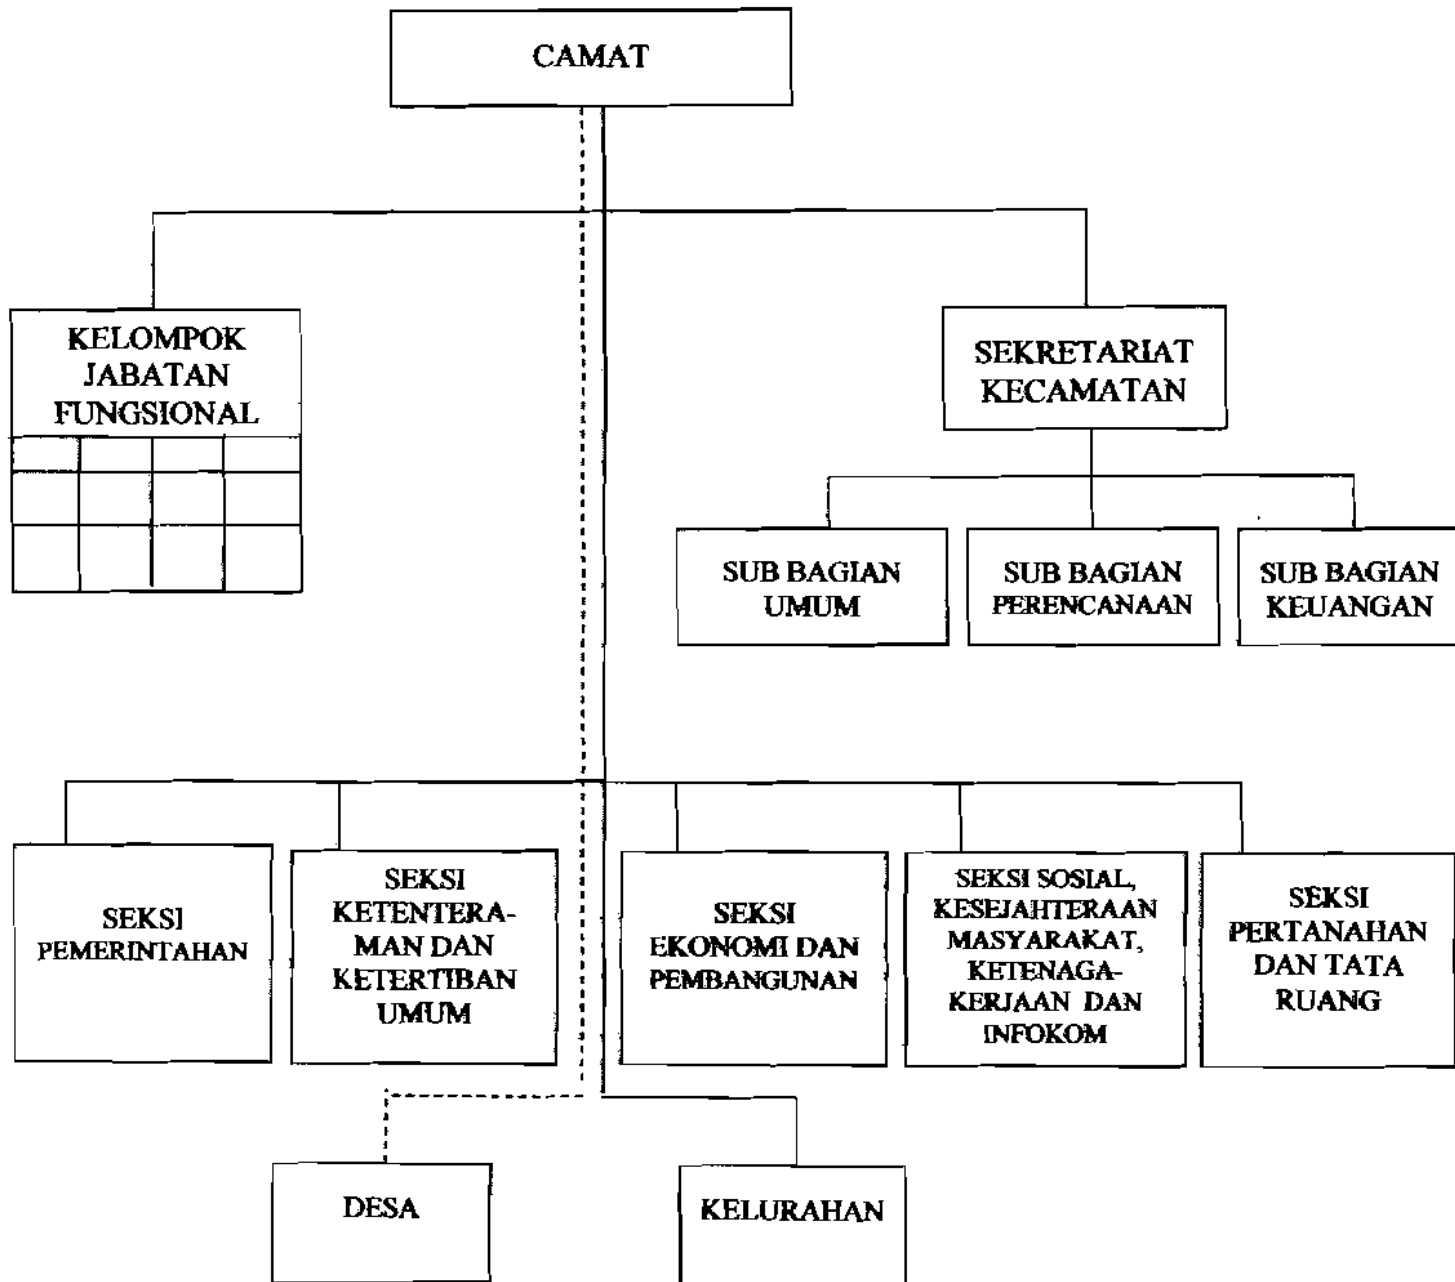 CAMAT
KELOMPOK
JABATAN
FUNGSIONAL
SEKRETARIAT
KECAMATAN
SUB BAGIAN
UMUM
SUB BAGIAN
PERENCANAAN
SUB BAGIAN
KEUANGAN
SEKSI
PEMERINTAHAN
SEKSI
KETENTERA-
MAN DAN
KETERTIBAN
UMUM
SEKSI
EKONOMI DAN
PEMBANGUNAN
SEKSI SOSIAL,
KESEJAHTERAAN
MASYARAKAT,
KETENAGA-
KERJAAN DAN
INFOKOM
SEKSI
PERTANAHAN
DAN TATA
RUANG
DESA
KELURAHAN